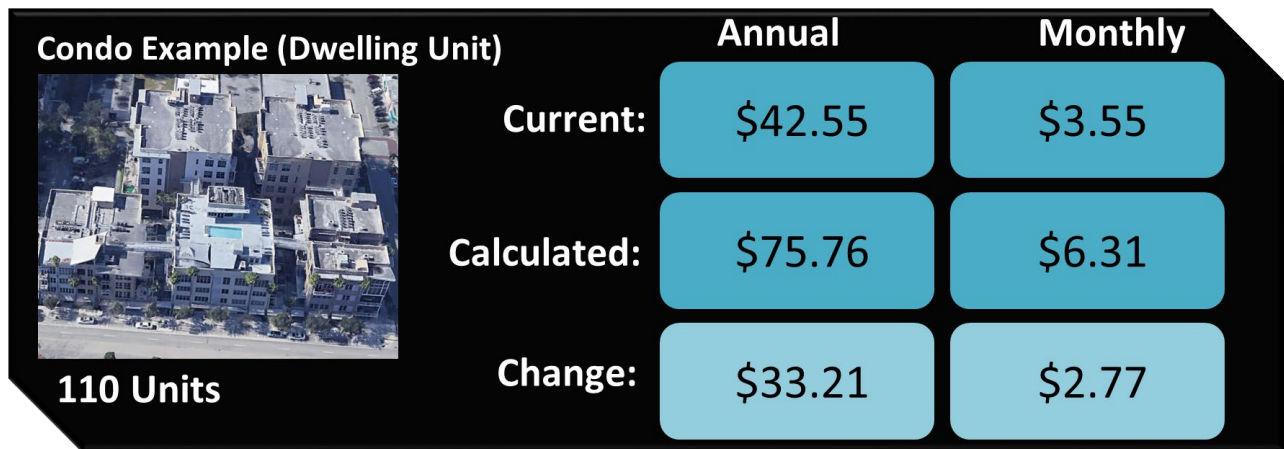 Condo Example (Dwelling Unit)
Annual Monthly
Current: $42.55 $3.55
Calculated: $75.76 $6.31
Change: $33.21 $2.77
110 Units